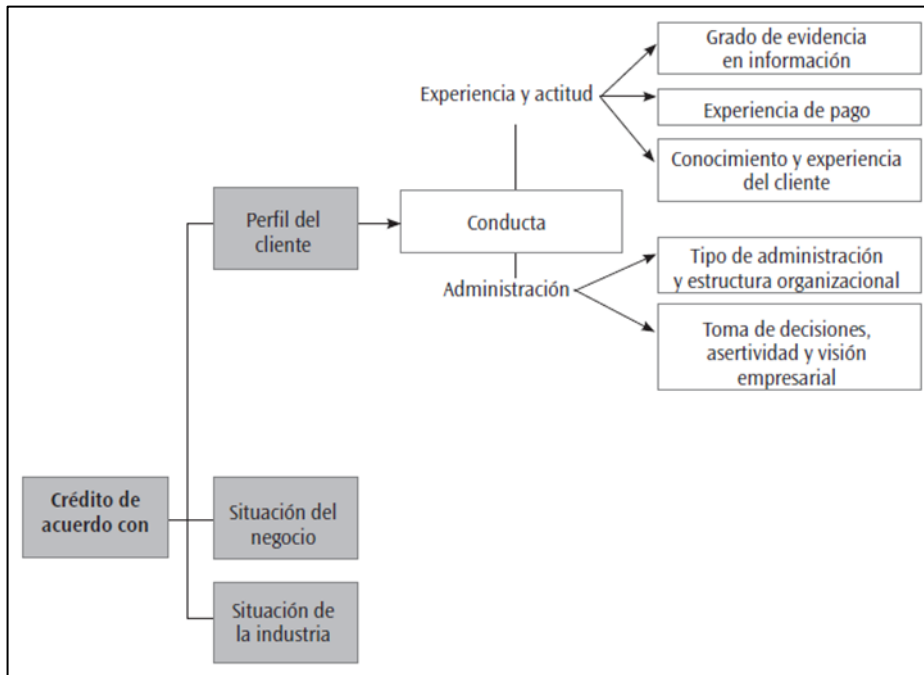 Grado de evidencia
en información
Experiencia y actitud
Experiencia de pago
Conocimiento y experiencia
del cliente
Perfil del
cliente
Conducta
Tipo de administración
y estructura organizacional
Administración
Toma de decisiones,
asertividad y visión
empresarial
Crédito de
acuerdo con
Situación del
negocio
Situación de
la industria